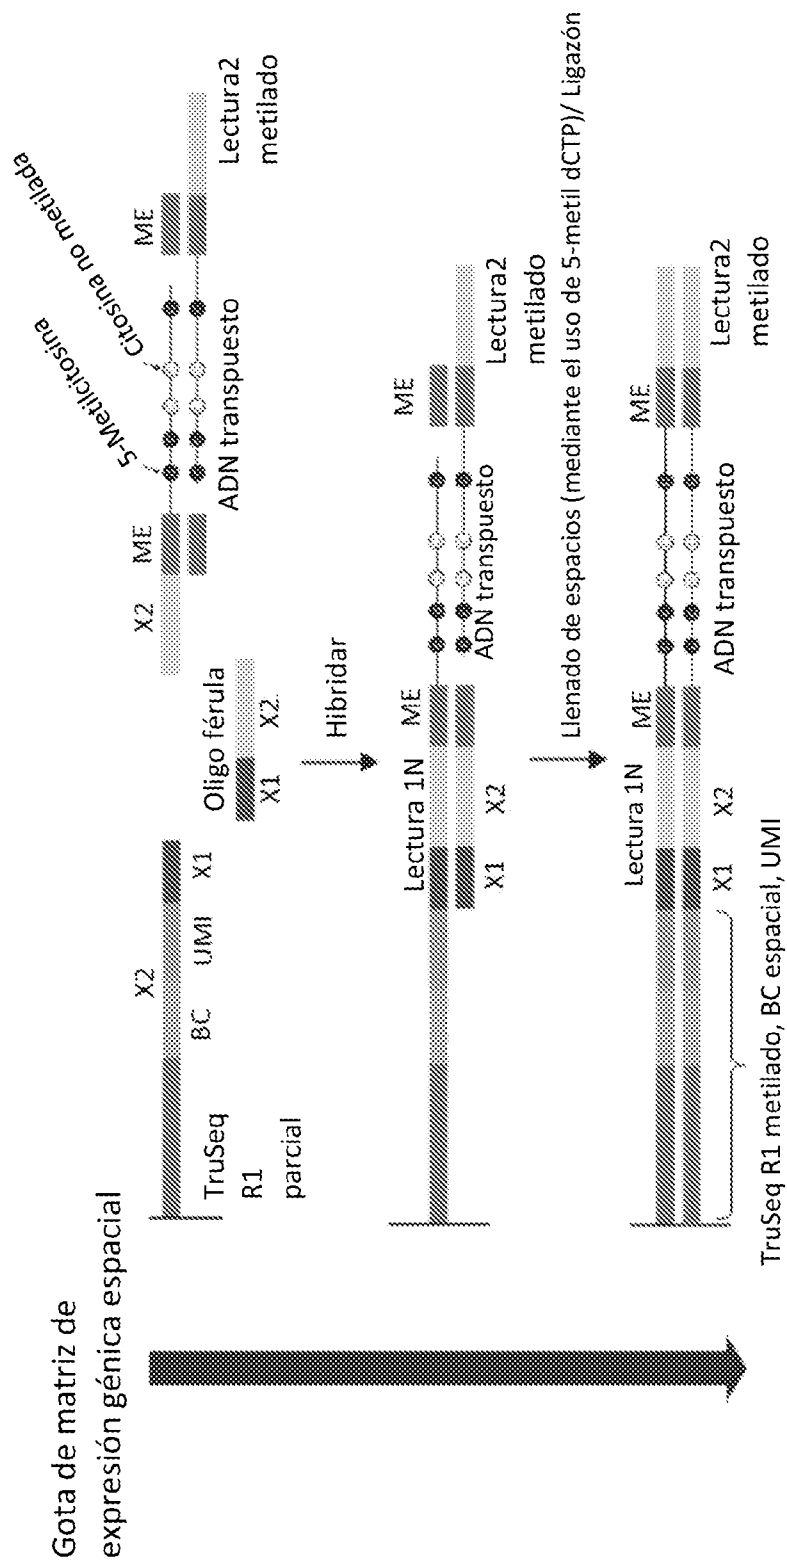 Gota de matriz de
expresión génica espacial
X2
BC
UMI
X1
TruSeq
R1
parcial
Oligo férula
X1
X2
X2
ME
5-Metilcitosina
Citosina no metilada
ADN transpuesto
ME
Lectura2
metilado
Hibridar
Lectura 1N
ME
X1
X2
ADN transpuesto
ME
Lectura2
metilado
Llenado de espacios (mediante el uso de 5-metil dCTP)/ Ligazón
Lectura 1N
ME
X1
X2
ADN transpuesto
ME
Lectura2
metilado
TruSeq R1 metilado, BC espacial, UMI